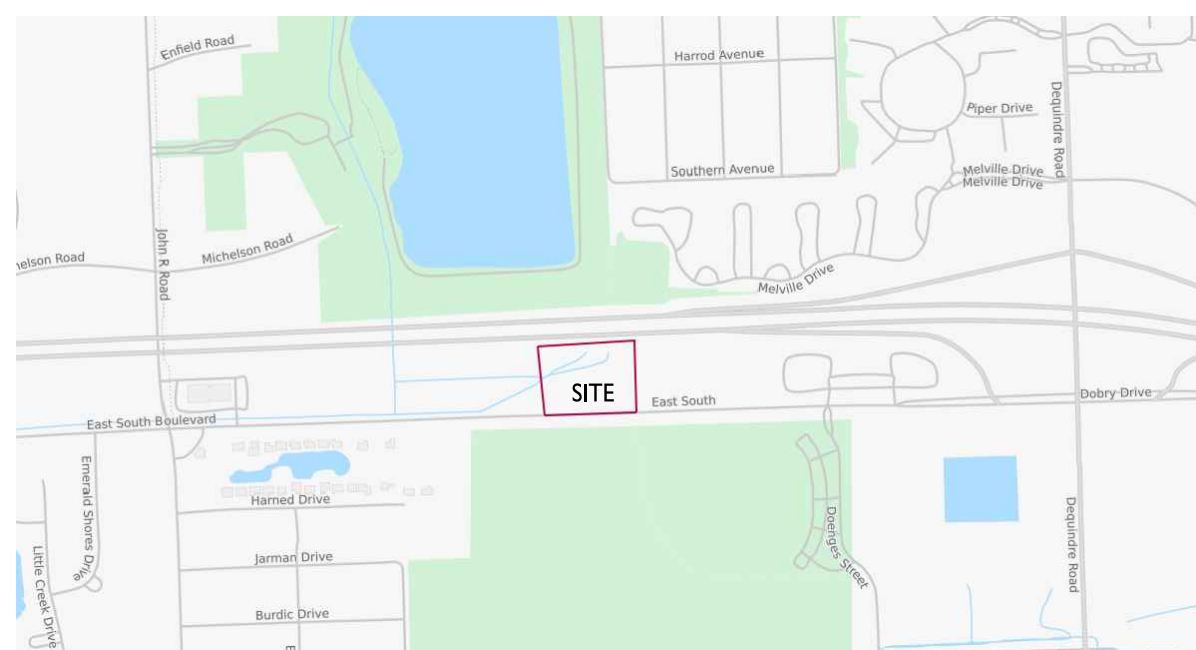 Enfield Road
Harrod Avenue
Dequindre Road
Piper Drive
Southern Avenue
Melville Drive
Melville Drive
John R Road
Michelson Road
helson Road
Melville Drive
SITE
East South
Dobry Drive
East South Boulevard
Emerald Shores Drive
Harned Drive
Doenges Street
Dequindre Road
Little Creek Drive
Jarman Drive
Burdic Drive
E